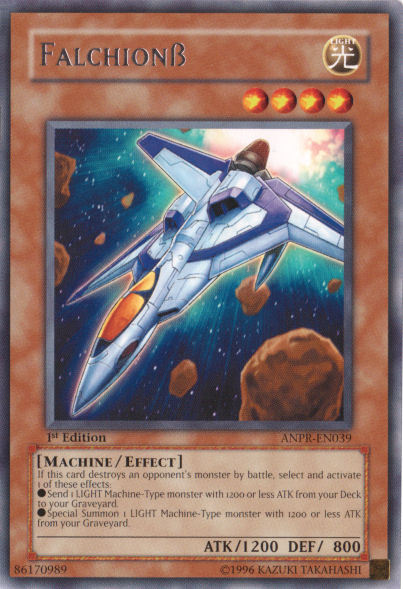 FALCHIONβ
LIGHT
光
1st Edition
ANPR-EN039
[MACHINE/EFFECT]
If this card destroys an opponent's monster by battle, select and activate
1 of these effects:
●Send 1 LIGHT Machine-Type monster with 1200 or less ATK from your Deck
to your Graveyard.
●Special Summon 1 LIGHT Machine-Type monster with 1200 or less ATK
from your Graveyard.
ATK/1200 DEF/ 800
86170989
©1996 KAZUKI TAKAHASHI